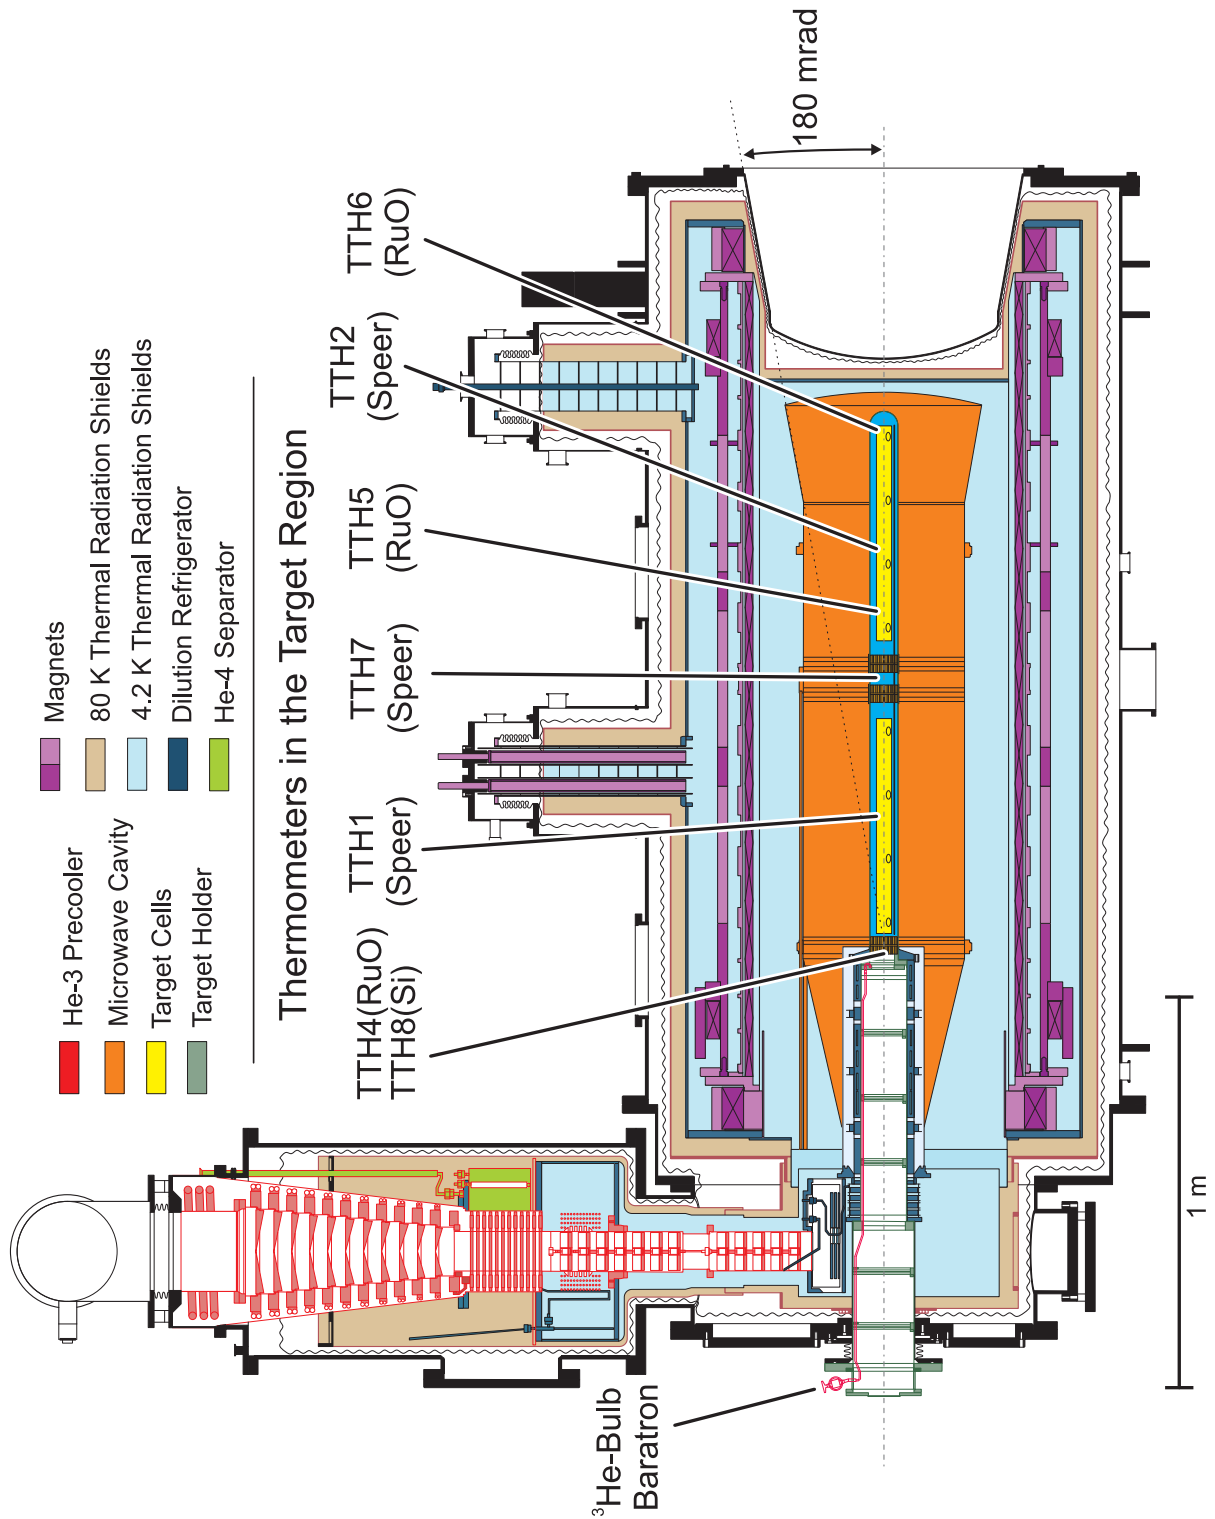 He-3 Precooler
Microwave Cavity
Target Cells
Target Holder
Magnets
80 K Thermal Radiation Shields
4.2 K Thermal Radiation Shields
Dilution Refrigerator
He-4 Separator
Thermometers in the Target Region
TTH4(RuO)
TTH8(Si)
TTH1
(Speer)
TTH7
(Speer)
TTH5
(RuO)
TTH2
(Speer)
TTH6
(RuO)
180 mrad
³He-Bulb
Baratron
1 m